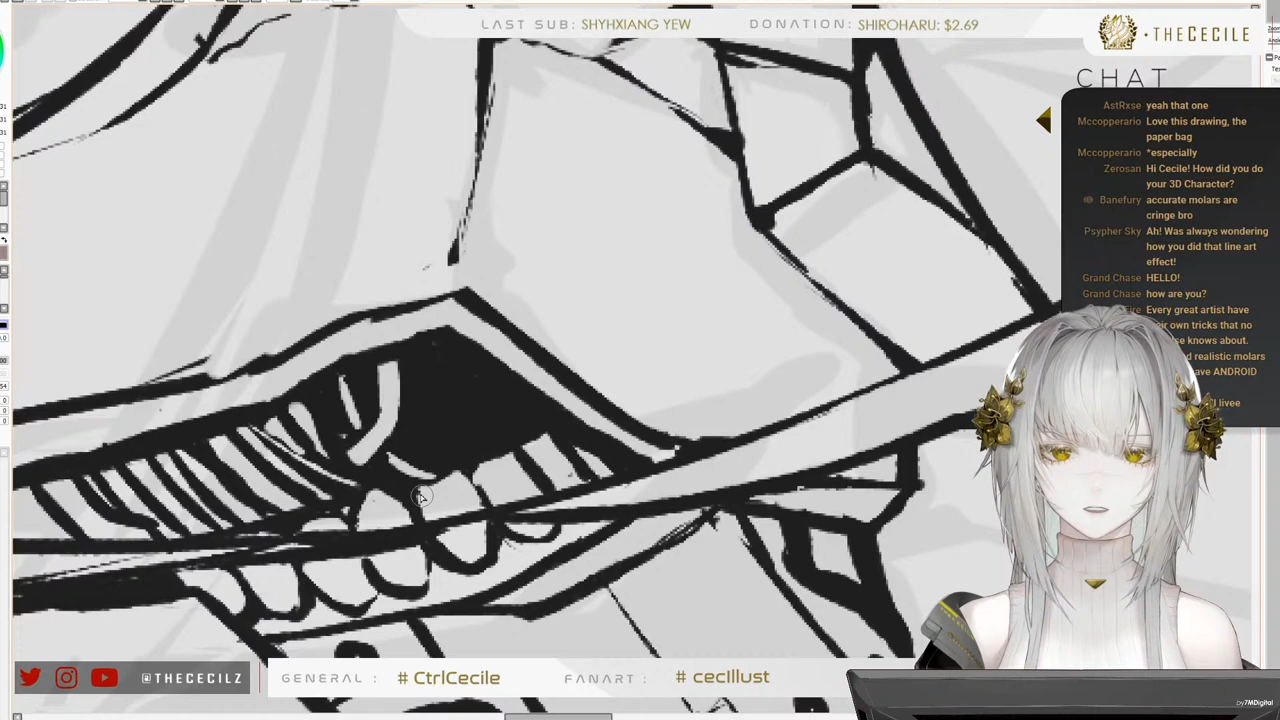 LAST SUB: SHYHXIANG YEW
DONATION: SHIROHARU: $2.69
• THECECILE
CHAT
AstRxse yeah that one
Mccopperario Love this drawing, the
paper bag
Mccopperario *especially
Zerosan Hi Cecile! How did you do
your 3D Character?
Banefury accurate molars are
cringe bro
Psypher Sky Ah! Was always wondering
how you did that line art
effect!
Grand Chase HELLO!
Grand Chase how are you?
Every great artist have
own tricks that no
knows about.
realistic molars
ANDROID
@THECECILZ
GENERAL : # CtrlCecile
FANART : # cecIllust
by7MDigital